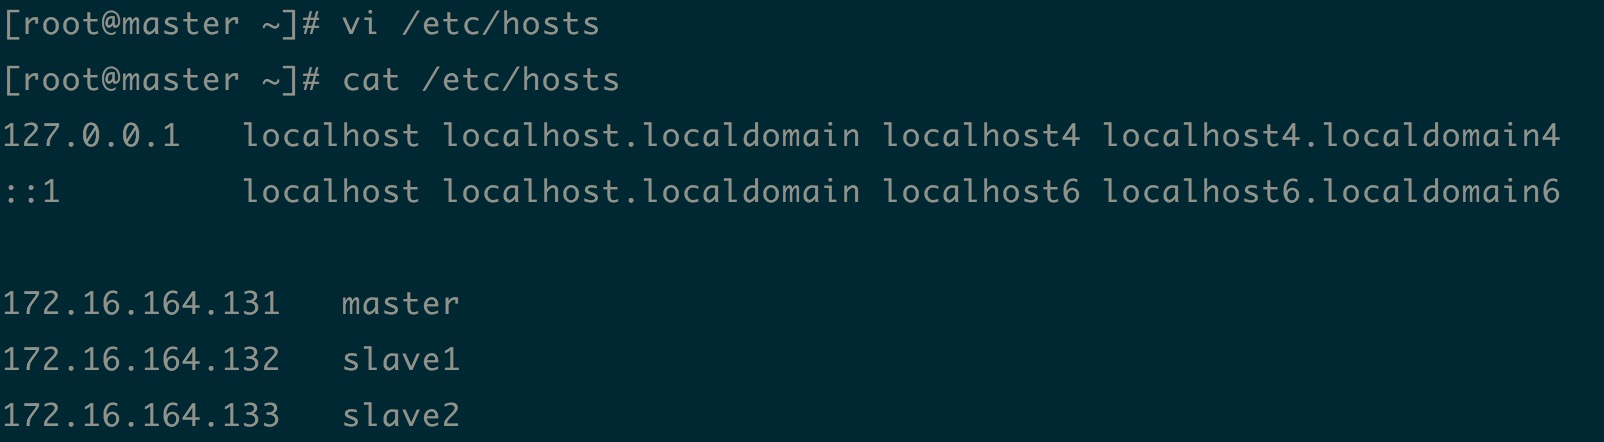 [root@master ~]# vi /etc/hosts
[root@master ~]# cat /etc/hosts
127.0.0.1   localhost localhost.localdomain localhost4 localhost4.localdomain4
::1         localhost localhost.localdomain localhost6 localhost6.localdomain6
172.16.164.131   master
172.16.164.132   slave1
172.16.164.133   slave2